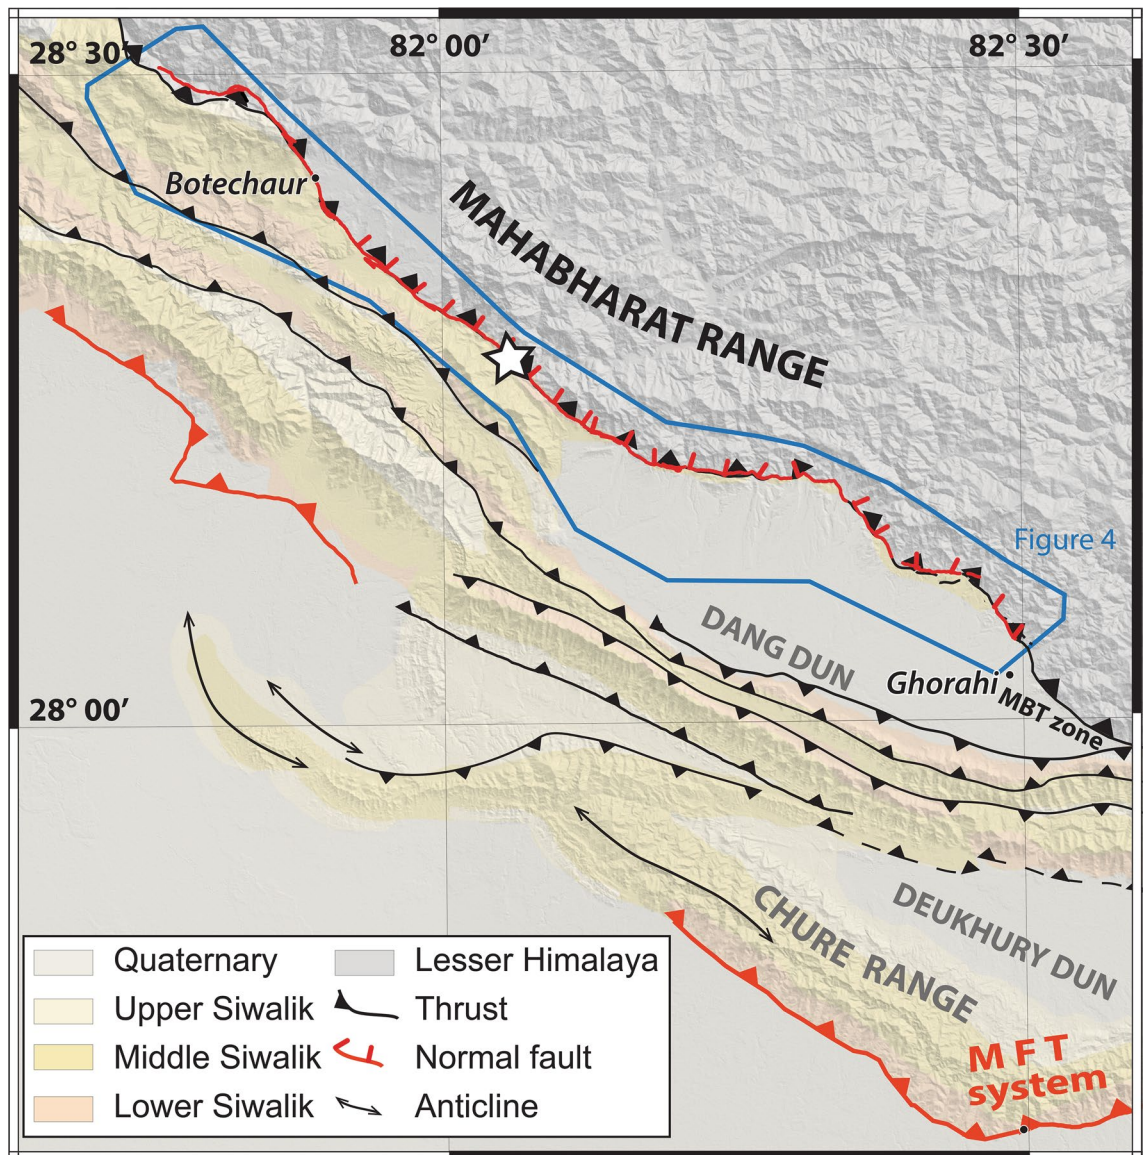 28° 30′
82° 00′
82° 30′
Botechaur
MAHABHARAT RANGE
Figure 4
DANG DUN
Ghorahi
MBT zone
28° 00′
CHURE RANGE
DEUKHURY DUN
MFT
system
Quaternary
Lesser Himalaya
Upper Siwalik
Thrust
Middle Siwalik
Normal fault
Lower Siwalik
Anticline